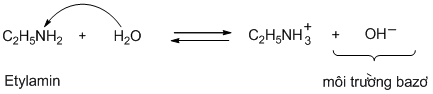 C₂H₅NH₂ + H₂O ⇌ C₂H₅NH₃⁺ + OH⁻
Etylamin môi trường bazơ